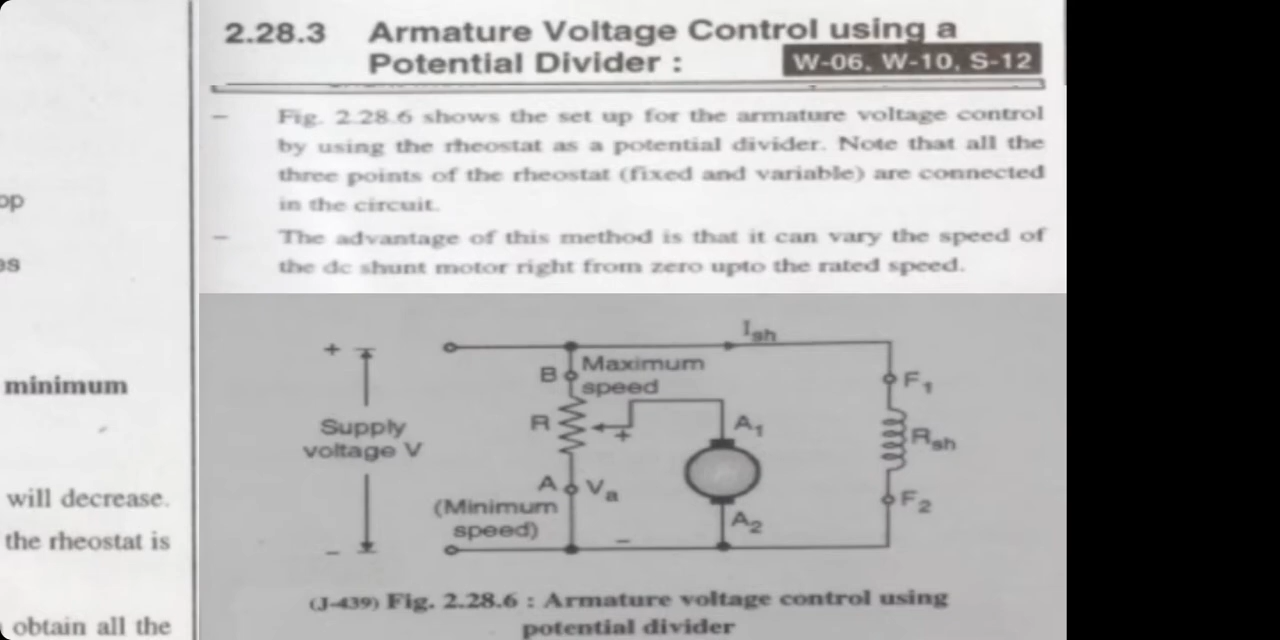 2.28.3 Armature Voltage Control using a
Potential Divider : W-06, W-10, S-12
– Fig. 2.28.6 shows the set up for the armature voltage control
by using the rheostat as a potential divider. Note that all the
three points of the rheostat (fixed and variable) are connected
in the circuit.
– The advantage of this method is that it can vary the speed of
the dc shunt motor right from zero upto the rated speed.
op
es
minimum
will decrease.
the rheostat is
obtain all the
Ish
+
B
Maximum
speed
F1
Supply
voltage V
R
+
A1
Rsh
A
Va
(Minimum
speed)
A2
F2
–
–
(J-439) Fig. 2.28.6 : Armature voltage control using
potential divider